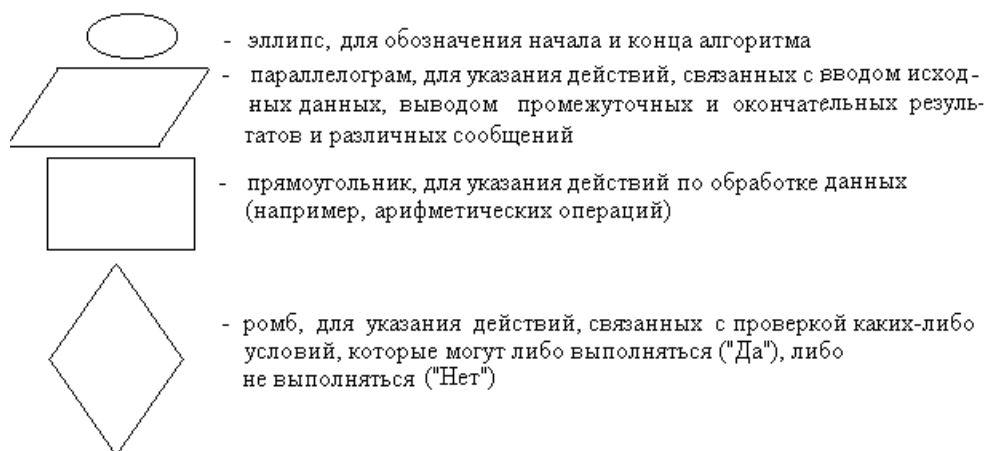 - эллипс, для обозначения начала и конца алгоритма
- параллелограм, для указания действий, связанных с вводом исход-
ных данных, выводом промежуточных и окончательных резуль-
татов и различных сообщений
- прямоугольник, для указания действий по обработке данных
(например, арифметических операций)
- ромб, для указания действий, связанных с проверкой каких-либо
условий, которые могут либо выполняться ("Да"), либо
не выполняться ("Нет")